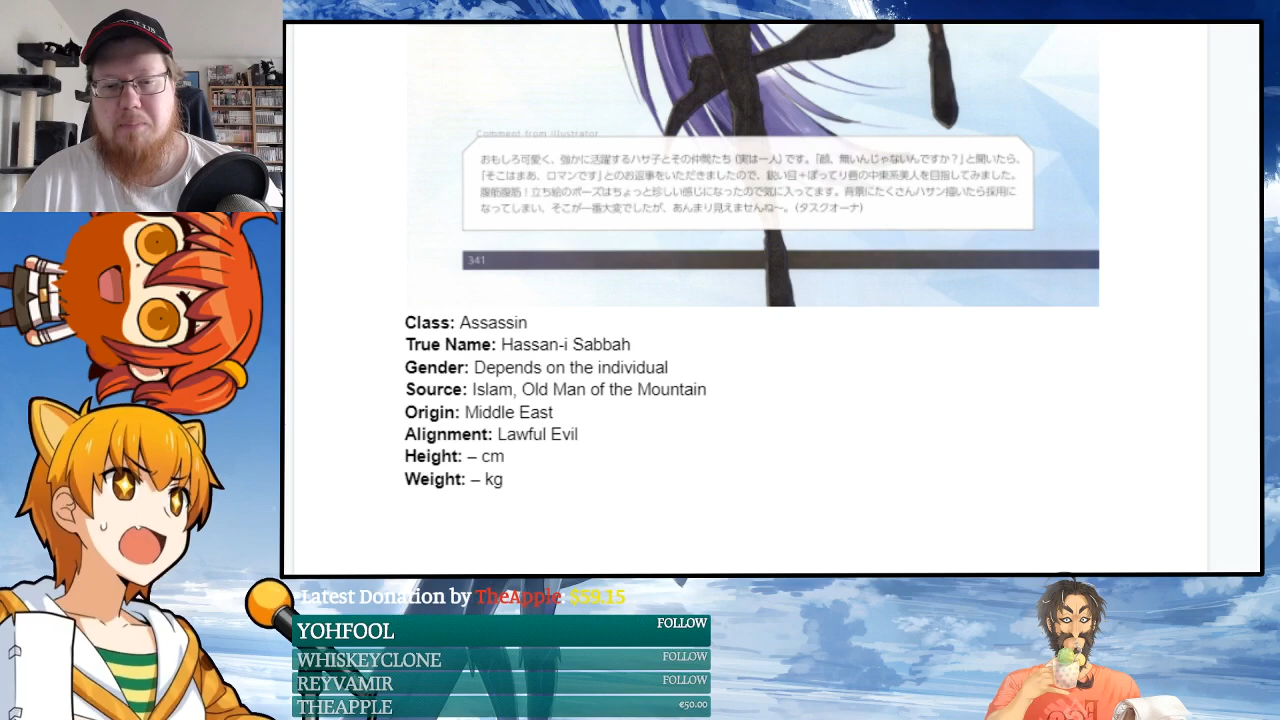 Comment from illustrator
おもしろ可愛く、強かに活躍するハサ子とその仲間たち（実は一人）です。「顔、無いんじゃないんですか？」と聞いたら、
「そこはまあ、ロマンです」とのお返事をいただきましたので、鋭い目＋ぽってり唇の中東系美人を目指してみました。
腹筋腹筋！立ち絵のポーズはちょっと珍しい感じになったので気に入ってます。背景にたくさんハサン描いたら採用に
なってしまい、そこが一番大変でしたが、あんまり見えませんね〜。（タスクオーナ）
341
Class: Assassin
True Name: Hassan-i Sabbah
Gender: Depends on the individual
Source: Islam, Old Man of the Mountain
Origin: Middle East
Alignment: Lawful Evil
Height: – cm
Weight: – kg
Latest Donation by TheApple: $59.15
YOHFOOL FOLLOW
WHISKEYCLONE FOLLOW
REYVAMIR FOLLOW
THEAPPLE €50.00